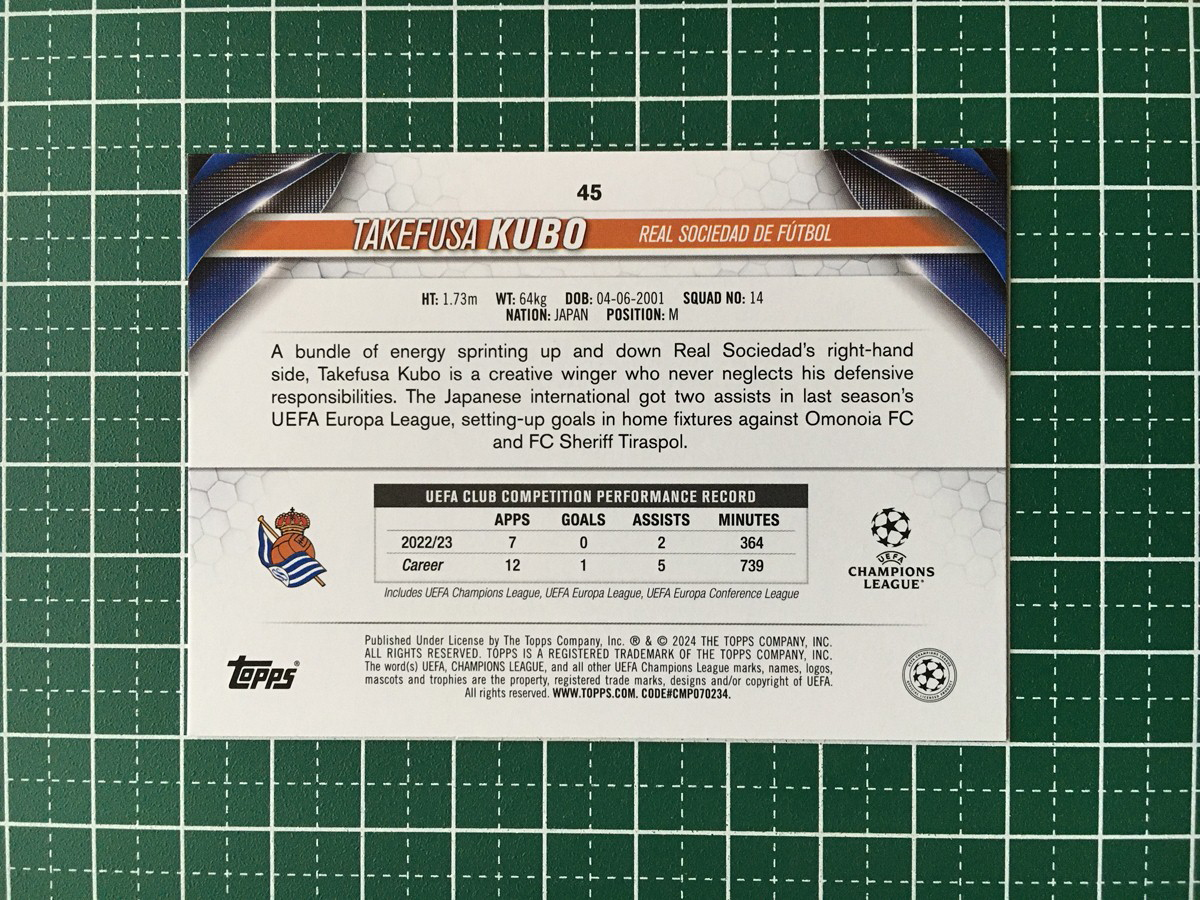 45
TAKEFUSA KUBO REAL SOCIEDAD DE FÚTBOL
HT: 1.73m WT: 64kg DOB: 04-06-2001 SQUAD NO: 14
NATION: JAPAN POSITION: M
A bundle of energy sprinting up and down Real Sociedad's right-hand
side, Takefusa Kubo is a creative winger who never neglects his defensive
responsibilities. The Japanese international got two assists in last season's
UEFA Europa League, setting-up goals in home fixtures against Omonoia FC
and FC Sheriff Tiraspol.
UEFA CLUB COMPETITION PERFORMANCE RECORD
APPS GOALS ASSISTS MINUTES
2022/23 7 0 2 364
Career 12 1 5 739
Includes UEFA Champions League, UEFA Europa League, UEFA Europa Conference League
UEFA
CHAMPIONS
LEAGUE®
Published Under License by The Topps Company, Inc. ® & © 2024 THE TOPPS COMPANY, INC.
ALL RIGHTS RESERVED. TOPPS IS A REGISTERED TRADEMARK OF THE TOPPS COMPANY, INC.
The word(s) UEFA, CHAMPIONS LEAGUE, and all other UEFA Champions League marks, names, logos,
mascots and trophies are the property, registered trade marks, designs and/or copyright of UEFA.
All rights reserved. WWW.TOPPS.COM. CODE#CMP070234.
topps®